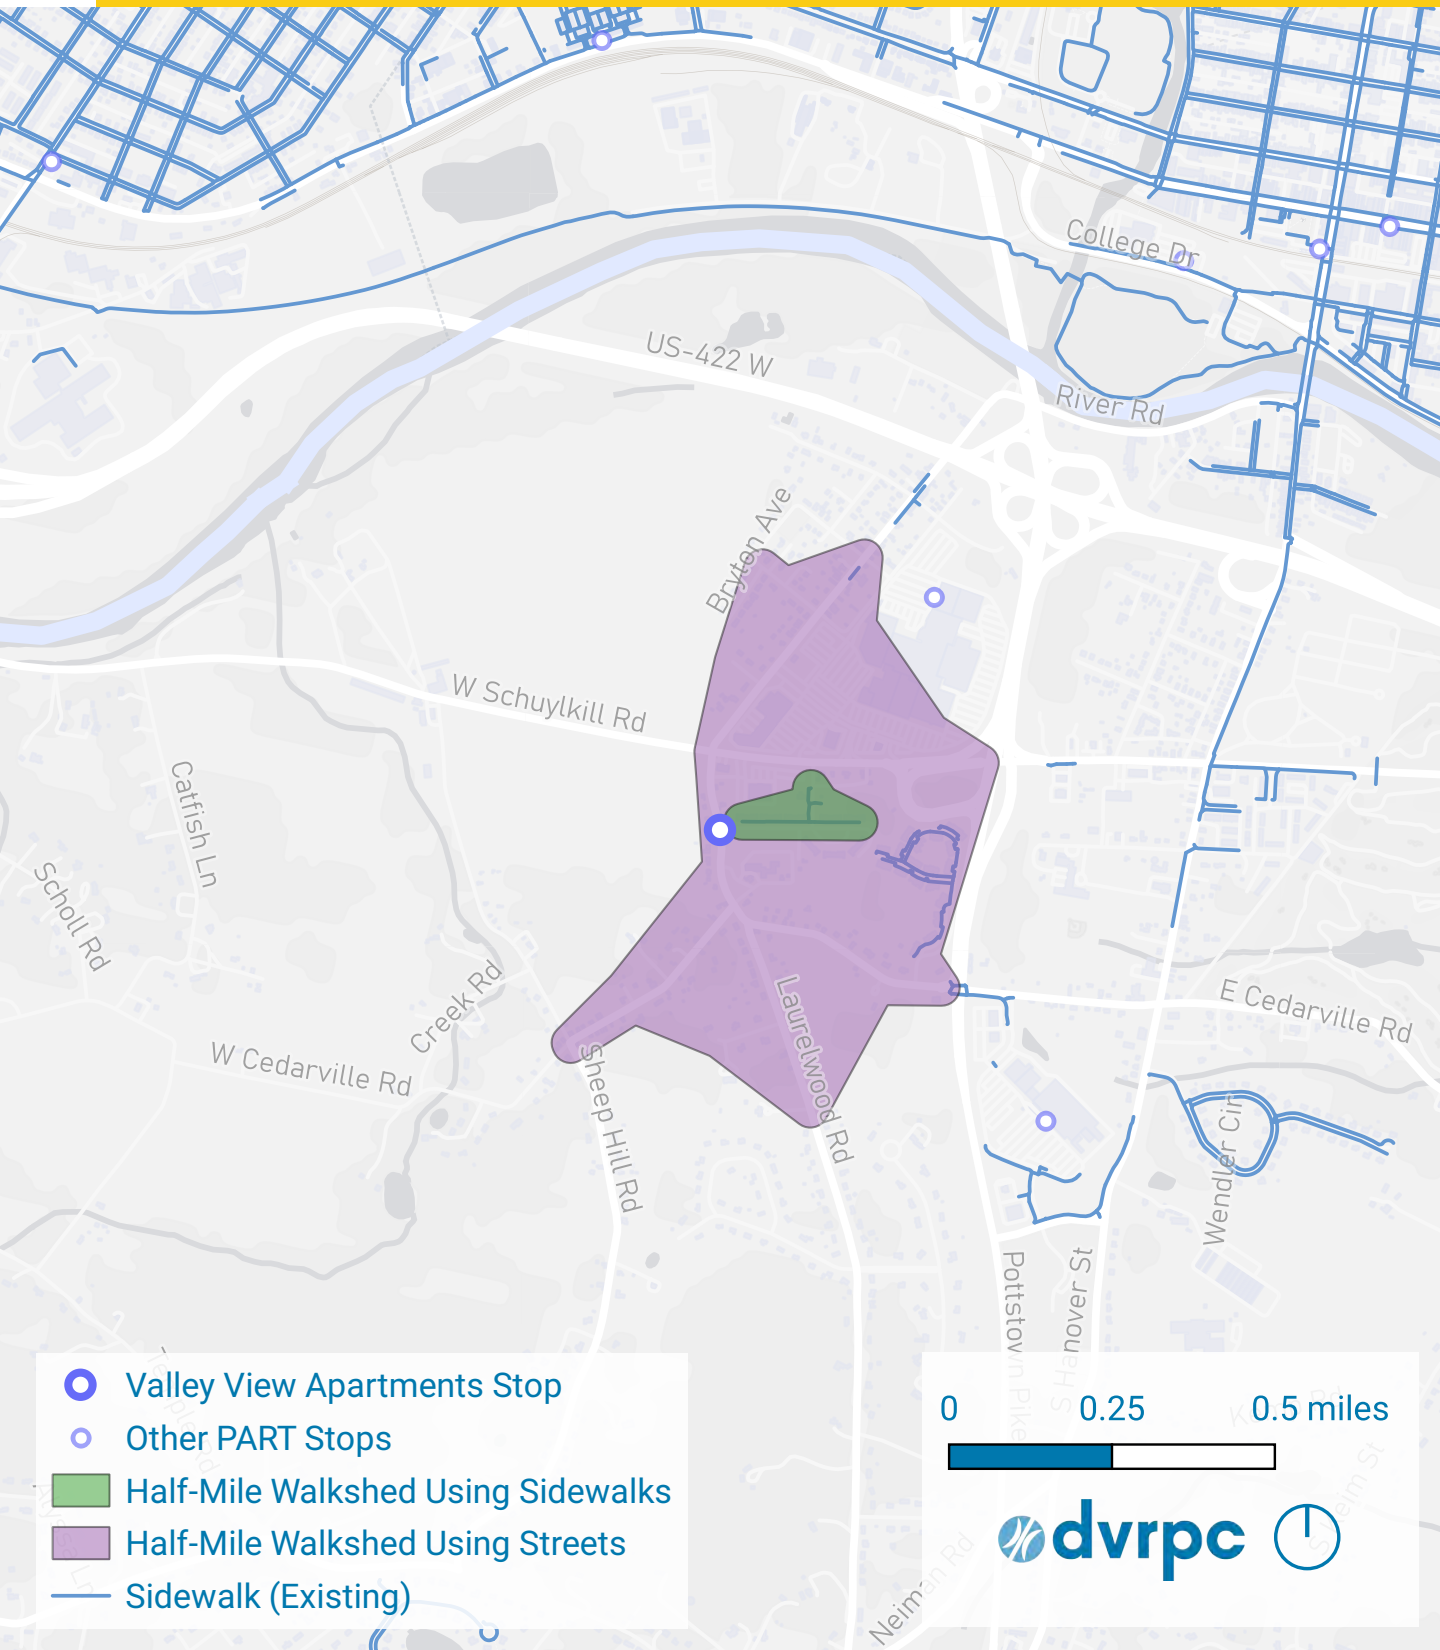 College Dr
US-422 W
River Rd
Bryton Ave
W Schuylkill Rd
Catfish Ln
Scholl Rd
Creek Rd
E Cedarville Rd
Laurelwood Rd
W Cedarville Rd
Sheep Hill Rd
Wendler Cir
Pottstown Pike
S Hanover St
Valley View Apartments Stop
Other PART Stops
Half-Mile Walkshed Using Sidewalks
Half-Mile Walkshed Using Streets
Sidewalk (Existing)
0 0.25 0.5 miles
dvrpc
Neiman Rd